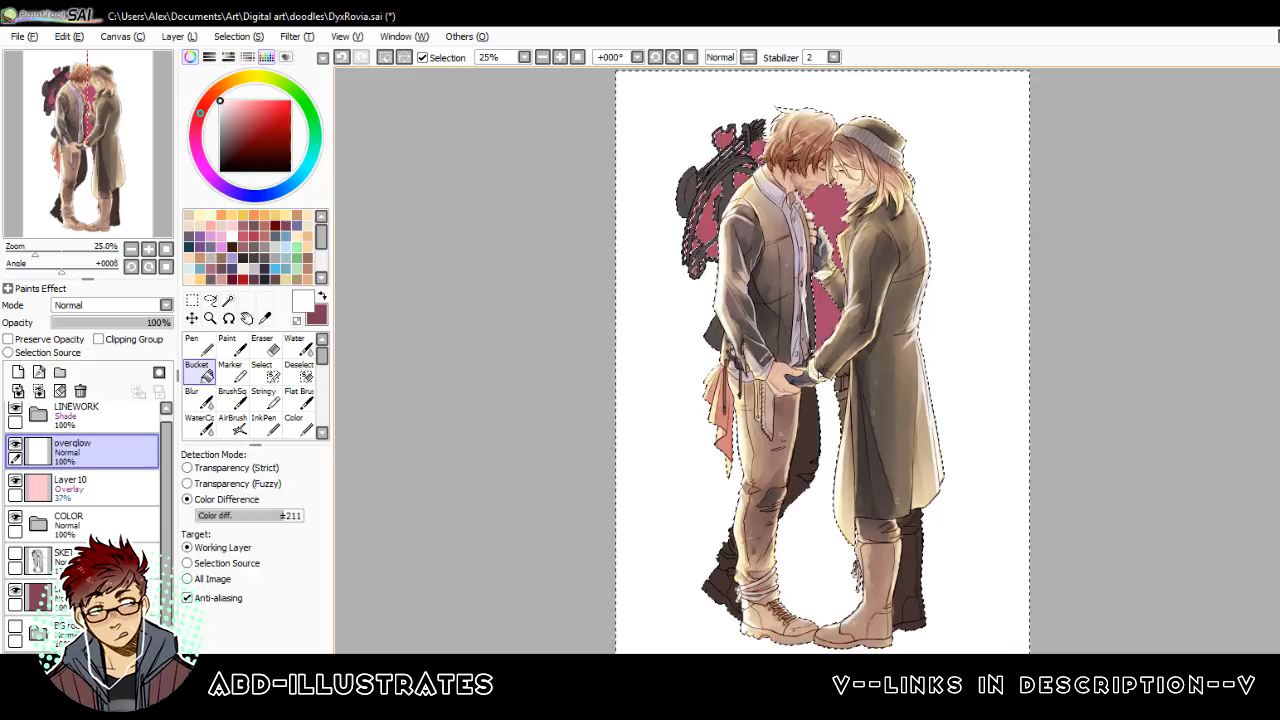 PaintTool SAI C:\Users\Alex\Documents\Art\Digital art\doodles\DyxRovia.sai (*)
File (F) Edit (E) Canvas (C) Layer (L) Selection (S) Filter (T) View (V) Window (W) Others (O)
Selection 25% +000° Normal Stabilizer 2
Zoom 25.0%
Angle
Paints Effect
Mode Normal
Opacity 100%
Preserve Opacity Clipping Group
Selection Source
LINEWORK
Shade
100%
overglow
Normal
100%
Layer 10
Overlay
37%
COLOR
Normal
100%
Pen Paint Eraser Water
Bucket Marker Select Deselect
Blur BrushSq Stringy Flat Brus
WaterCo AirBrush InkPen Color
Detection Mode:
Transparency (Strict)
Transparency (Fuzzy)
Color Difference
Color diff. ±211
Target:
Working Layer
Selection Source
All Image
Anti-aliasing
ABD-ILLUSTRATES
V--LINKS IN DESCRIPTION--V